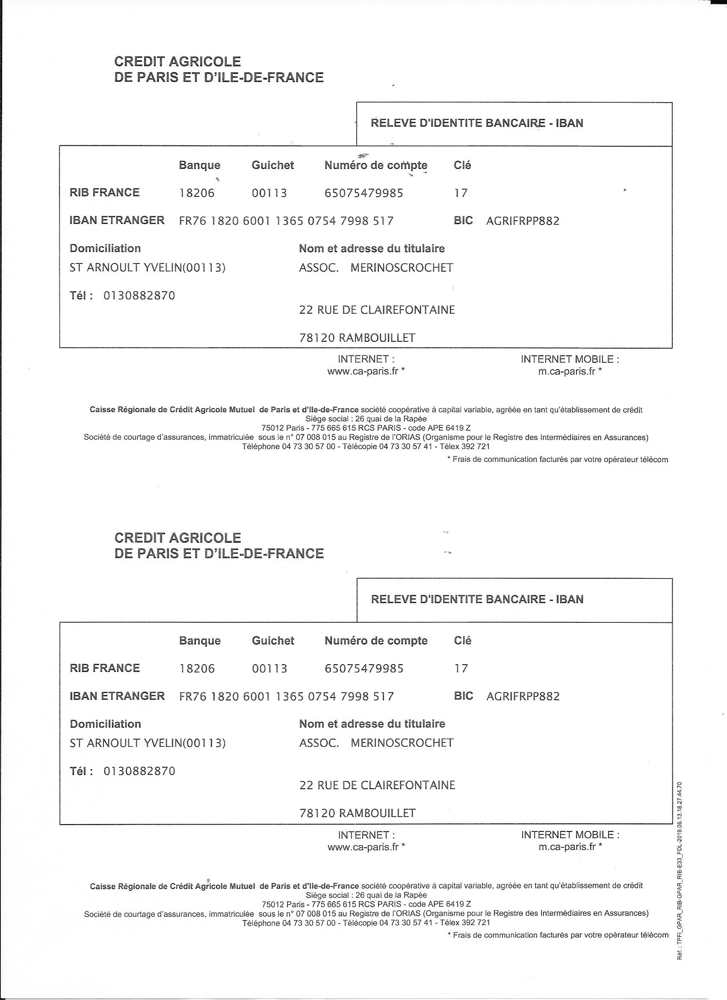 CREDIT AGRICOLE
DE PARIS ET D'ILE-DE-FRANCE
RELEVE D'IDENTITE BANCAIRE - IBAN
Banque Guichet Numéro de compte Clé
RIB FRANCE 18206 00113 65075479985 17
IBAN ETRANGER FR76 1820 6001 1365 0754 7998 517 BIC AGRIFRPP882
Domiciliation Nom et adresse du titulaire
ST ARNOULT YVELIN(00113) ASSOC. MERINOSCROCHET
Tél : 0130882870
22 RUE DE CLAIREFONTAINE
78120 RAMBOUILLET
INTERNET : INTERNET MOBILE :
www.ca-paris.fr * m.ca-paris.fr *
Caisse Régionale de Crédit Agricole Mutuel de Paris et d'Ile-de-France société coopérative à capital variable, agréée en tant qu'établissement de crédit
Siège social : 26 quai de la Rapée
75012 Paris - 775 665 615 RCS PARIS - code APE 6419 Z
Société de courtage d'assurances, immatriculée sous le n° 07 008 015 au Registre de l'ORIAS (Organisme pour le Registre des Intermédiaires en Assurances)
Téléphone 04 73 30 57 00 - Télécopie 04 73 30 57 41 - Télex 392 721
* Frais de communication facturés par votre opérateur télécom
CREDIT AGRICOLE
DE PARIS ET D'ILE-DE-FRANCE
RELEVE D'IDENTITE BANCAIRE - IBAN
Banque Guichet Numéro de compte Clé
RIB FRANCE 18206 00113 65075479985 17
IBAN ETRANGER FR76 1820 6001 1365 0754 7998 517 BIC AGRIFRPP882
Domiciliation Nom et adresse du titulaire
ST ARNOULT YVELIN(00113) ASSOC. MERINOSCROCHET
Tél : 0130882870
22 RUE DE CLAIREFONTAINE
78120 RAMBOUILLET
INTERNET : INTERNET MOBILE :
www.ca-paris.fr * m.ca-paris.fr *
Caisse Régionale de Crédit Agricole Mutuel de Paris et d'Ile-de-France société coopérative à capital variable, agréée en tant qu'établissement de crédit
Siège social : 26 quai de la Rapée
75012 Paris - 775 665 615 RCS PARIS - code APE 6419 Z
Société de courtage d'assurances, immatriculée sous le n° 07 008 015 au Registre de l'ORIAS (Organisme pour le Registre des Intermédiaires en Assurances)
Téléphone 04 73 30 57 00 - Télécopie 04 73 30 57 41 - Télex 392 721
* Frais de communication facturés par votre opérateur télécom
Réf. : TPFI_GPAR_RIB-GPAR_RIB-E33_FDL-2019.06.13.18.27.44.70